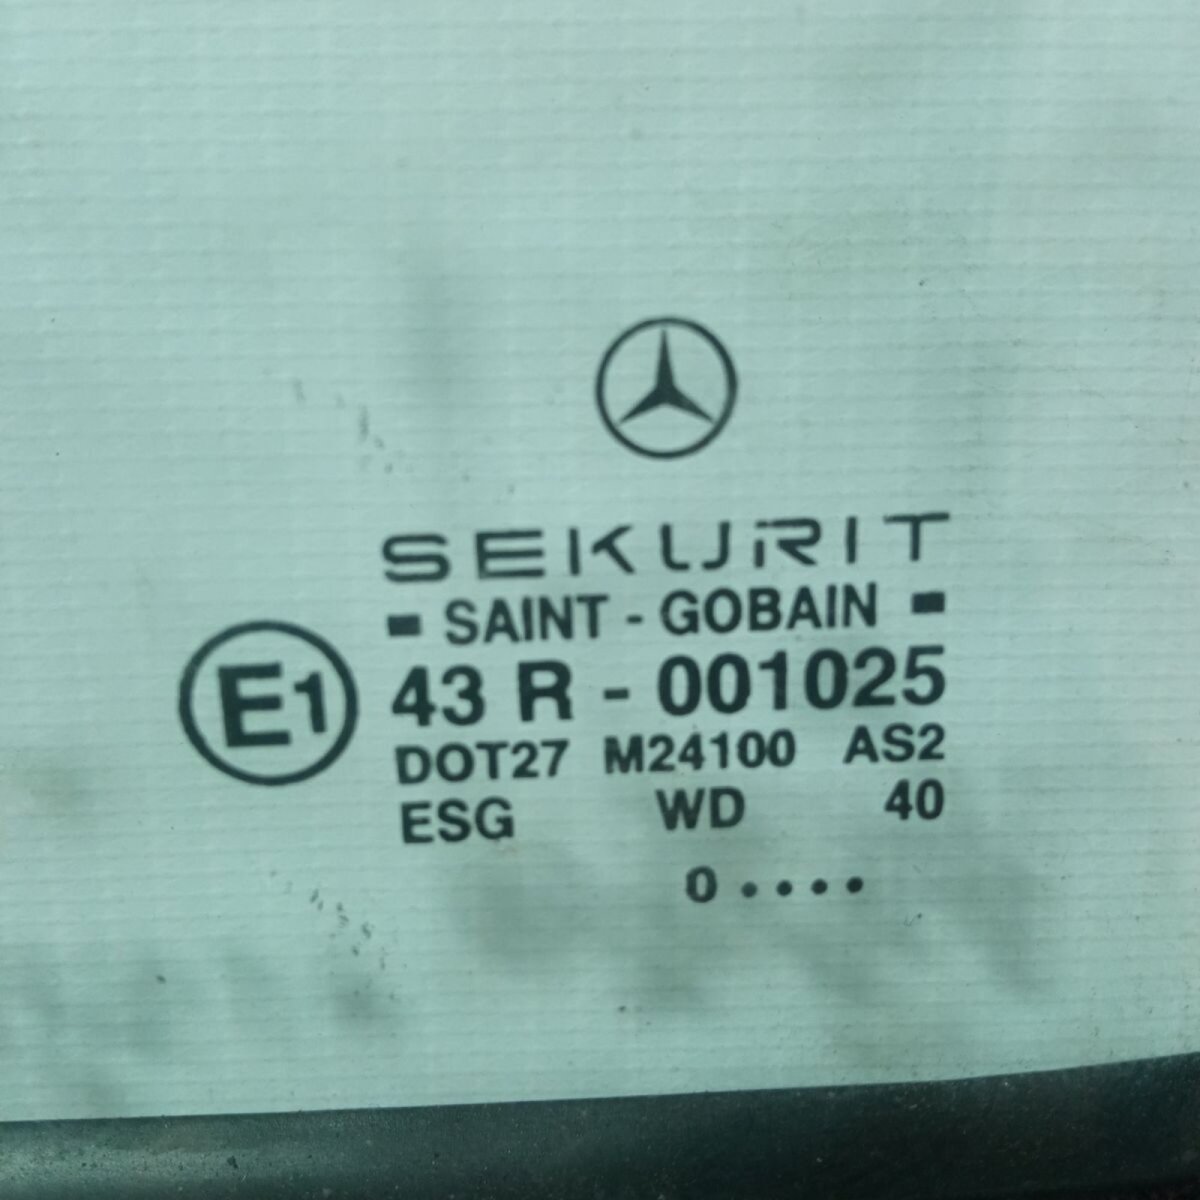 SEKURIT
- SAINT - GOBAIN -
E1 43 R - 001025
DOT27 M24100 AS2
ESG WD 40
0 ••••